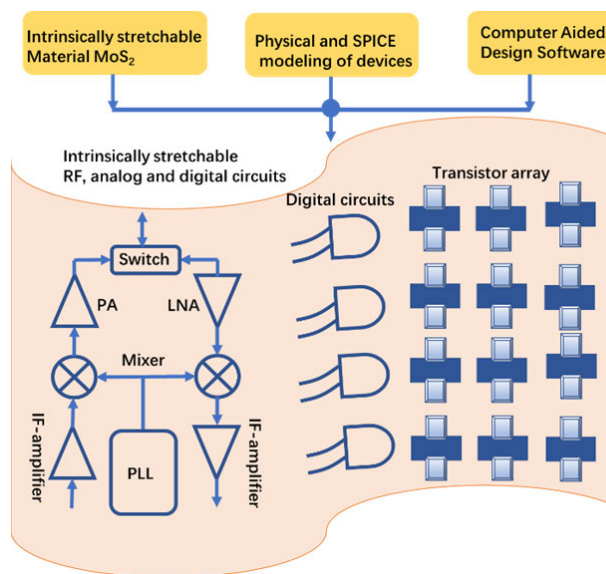 Intrinsically stretchable
Material MoS₂
Physical and SPICE
modeling of devices
Computer Aided
Design Software
Intrinsically stretchable
RF, analog and digital circuits
Digital circuits
Transistor array
Switch
PA
LNA
Mixer
IF-amplifier
PLL
IF-amplifier